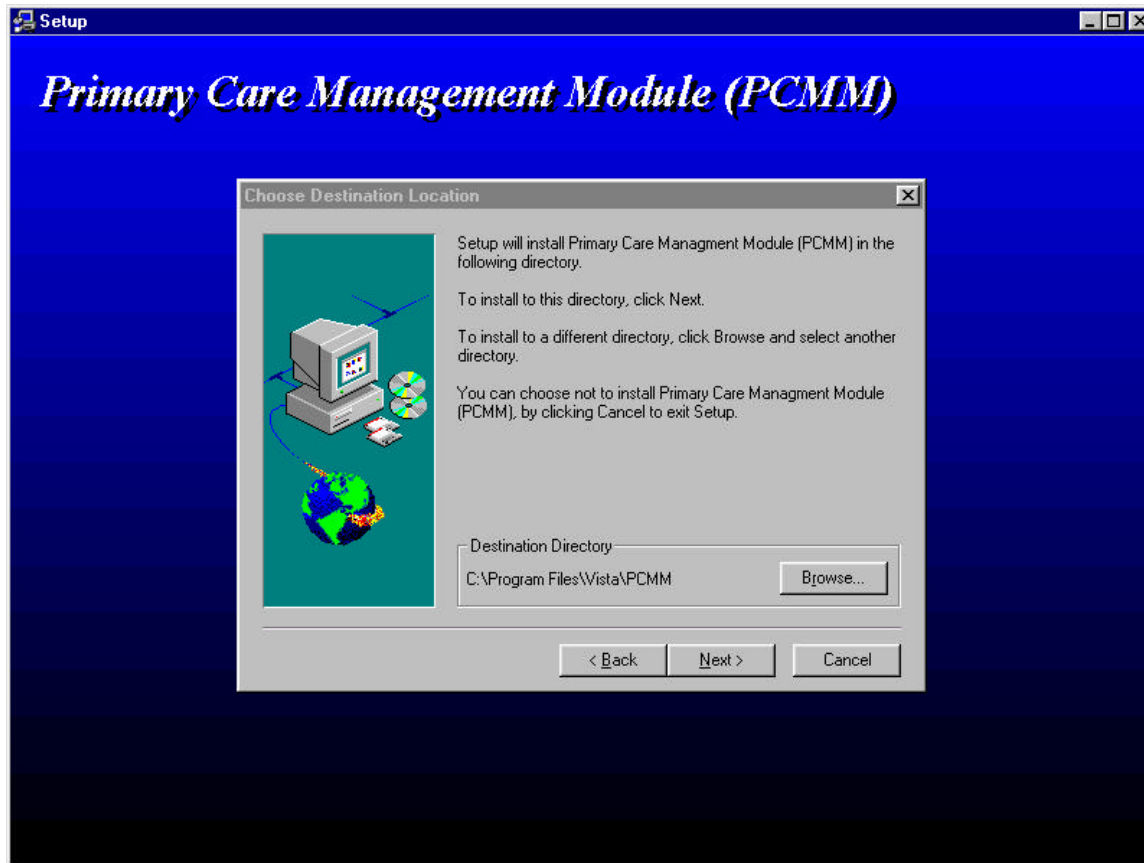 Setup
Primary Care Management Module (PCMM)
Choose Destination Location
Setup will install Primary Care Managment Module (PCMM) in the
following directory.
To install to this directory, click Next.
To install to a different directory, click Browse and select another
directory.
You can choose not to install Primary Care Managment Module
(PCMM), by clicking Cancel to exit Setup.
Destination Directory
C:\Program Files\Vista\PCMM
Browse...
< Back
Next >
Cancel